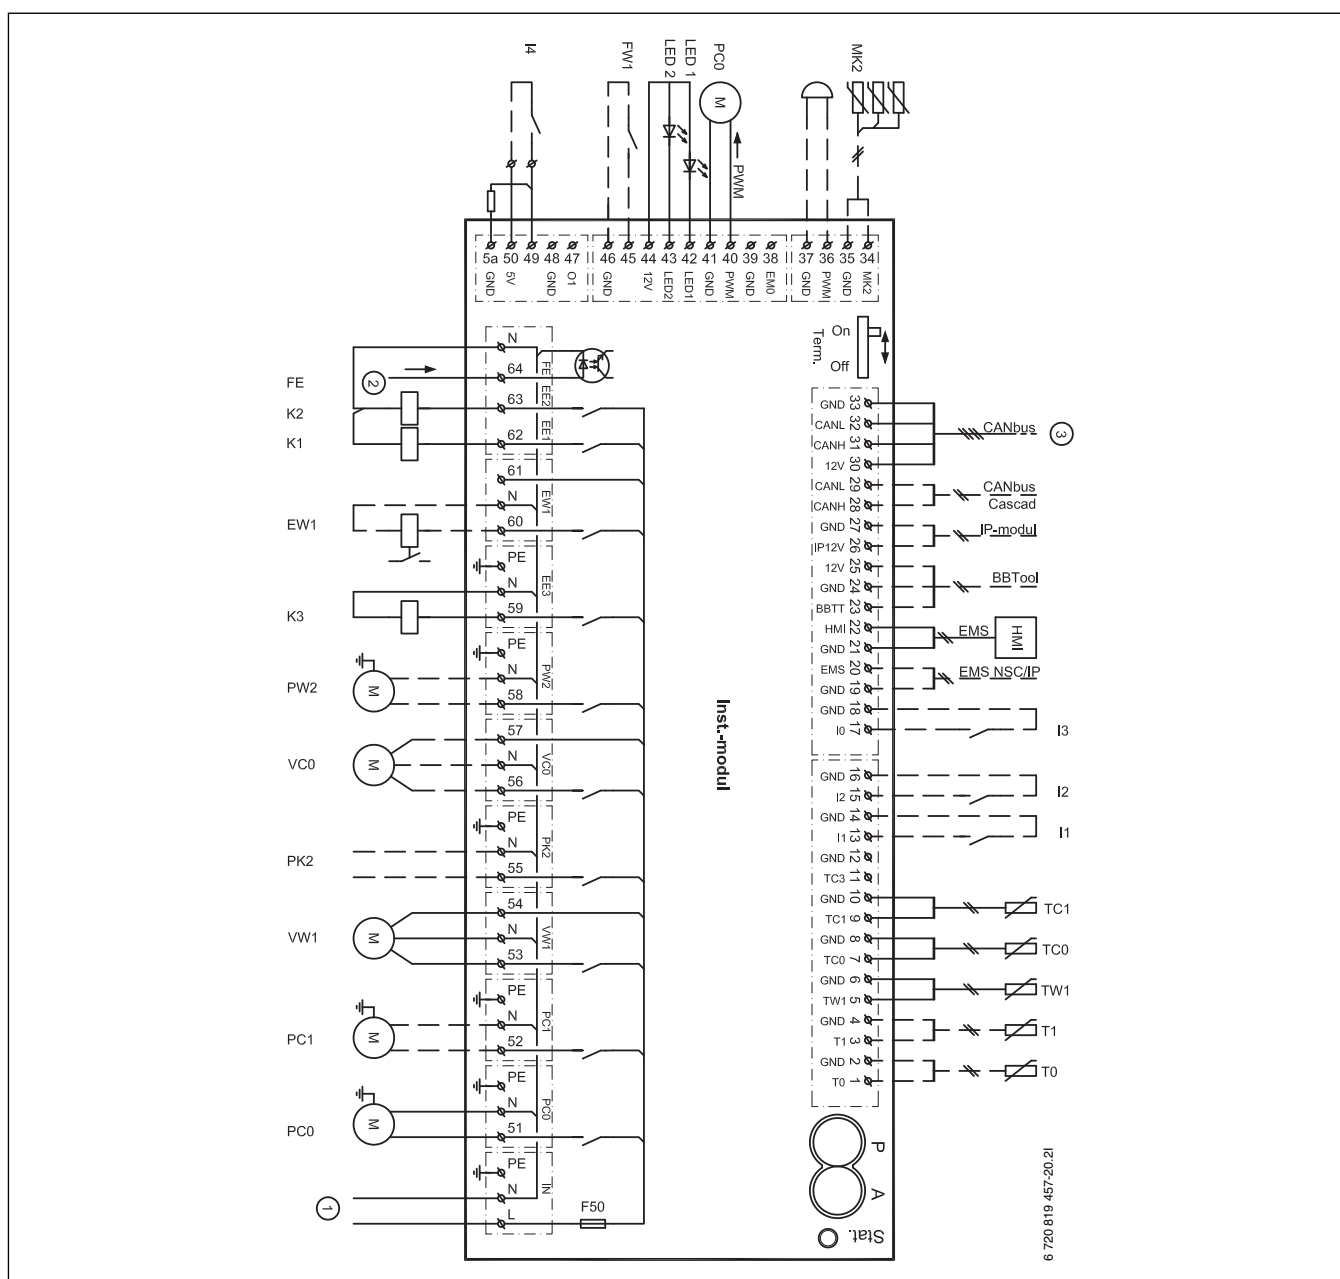 I4
FW1
LED 2
LED 1
PC0
M
PWM
MK2
5a 50 49 48 47
GND 5V GND O1
46 45 44 43 42 41 40 39 38
GND 12V LED2 LED1 GND PWM GND EM0
37 36 35 34
GND PWM GND MK2
On
Off
Term.
FE
2
K2
K1
N
64
FE
63
EE2
62
EE1
EW1
61
N
60
EW1
K3
PE
N
59
EE3
PW2
M
PE
N
58
PW2
VC0
M
57
N
56
VC0
PK2
PE
N
55
PK2
VW1
M
54
N
53
VW1
PC1
M
PE
N
52
PC1
PC0
M
PE
N
51
PC0
1
PE
N
L
IN
F50
Inst.-modul
GND 33
CANL 32
CANH 31
12V 30
CANbus
3
CANL 29
CANH 28
CANbus
Cascad
GND 27
IP12V 26
IP-modul
12V 25
GND 24
BBTT 23
BBTool
HMI 22
GND 21
EMS
HMI
EMS 20
GND 19
EMS NSC/IP
GND 18
I0 17
I3
GND 16
I2 15
I2
GND 14
I1 13
I1
GND 12
TC3 11
GND 10
TC1 9
TC1
GND 8
TC0 7
TC0
GND 6
TW1 5
TW1
GND 4
T1 3
T1
GND 2
T0 1
T0
P
A
Stat.
6 720 819 457-20.2I